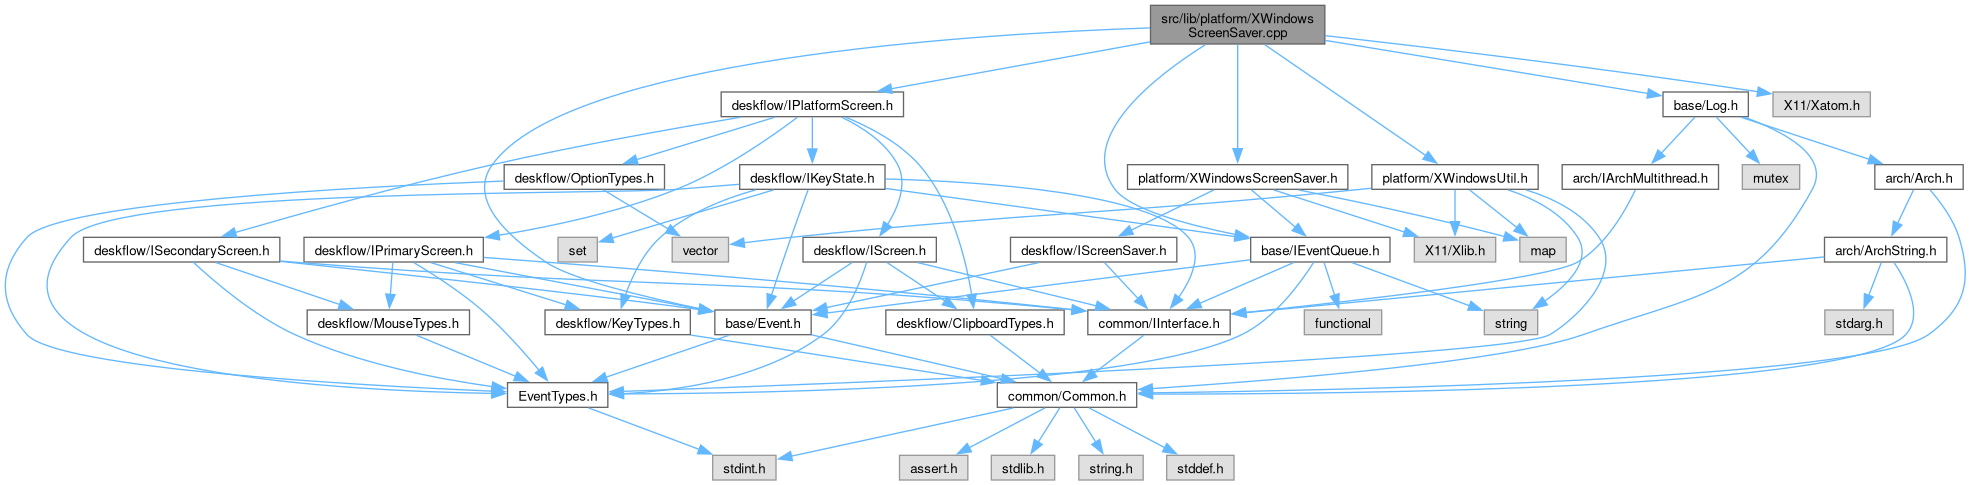 src/lib/platform/XWindows
ScreenSaver.cpp
deskflow/IPlatformScreen.h
base/Log.h
X11/Xatom.h
deskflow/OptionTypes.h
deskflow/IKeyState.h
platform/XWindowsScreenSaver.h
platform/XWindowsUtil.h
arch/IArchMultithread.h
mutex
arch/Arch.h
deskflow/ISecondaryScreen.h
deskflow/IPrimaryScreen.h
set
vector
deskflow/IScreen.h
deskflow/IScreenSaver.h
base/IEventQueue.h
X11/Xlib.h
map
arch/ArchString.h
deskflow/MouseTypes.h
deskflow/KeyTypes.h
base/Event.h
deskflow/ClipboardTypes.h
common/IInterface.h
functional
string
stdarg.h
EventTypes.h
common/Common.h
stdint.h
assert.h
stdlib.h
string.h
stddef.h